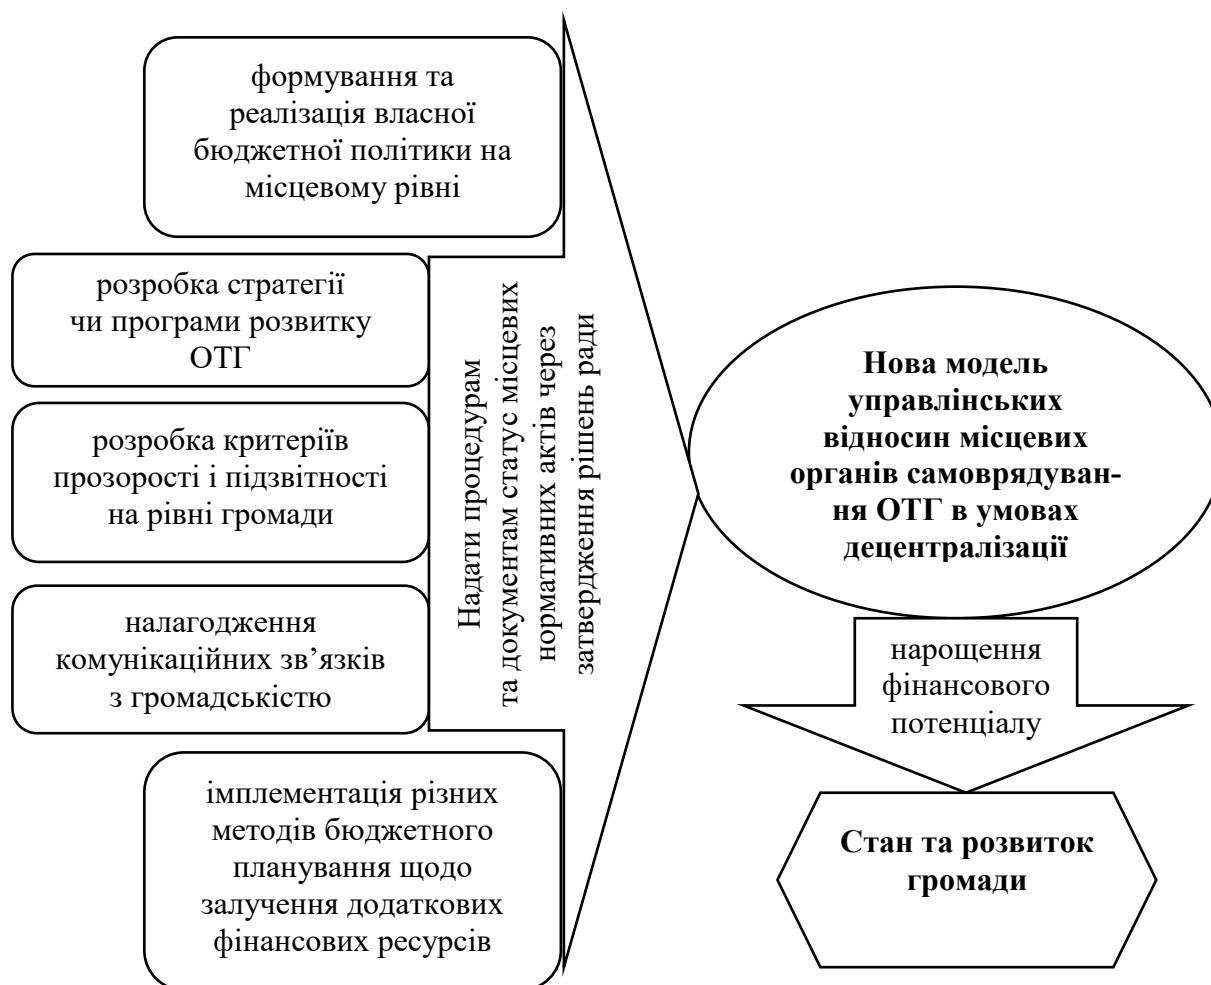 формування та
реалізація власної
бюджетної політики на
місцевому рівні
розробка стратегії
чи програми розвитку
ОТГ
розробка критеріїв
прозорості і підзвітності
на рівні громади
налагодження
комунікаційних зв’язків
з громадськістю
імплементація різних
методів бюджетного
планування щодо
залучення додаткових
фінансових ресурсів
Надати процедурам
та документам статус місцевих
нормативних актів через
затвердження рішень ради
Нова модель
управлінських
відносин місцевих
органів самоврядуван-
ня ОТГ в умовах
децентралізації
нарощення
фінансового
потенціалу
Стан та розвиток
громади